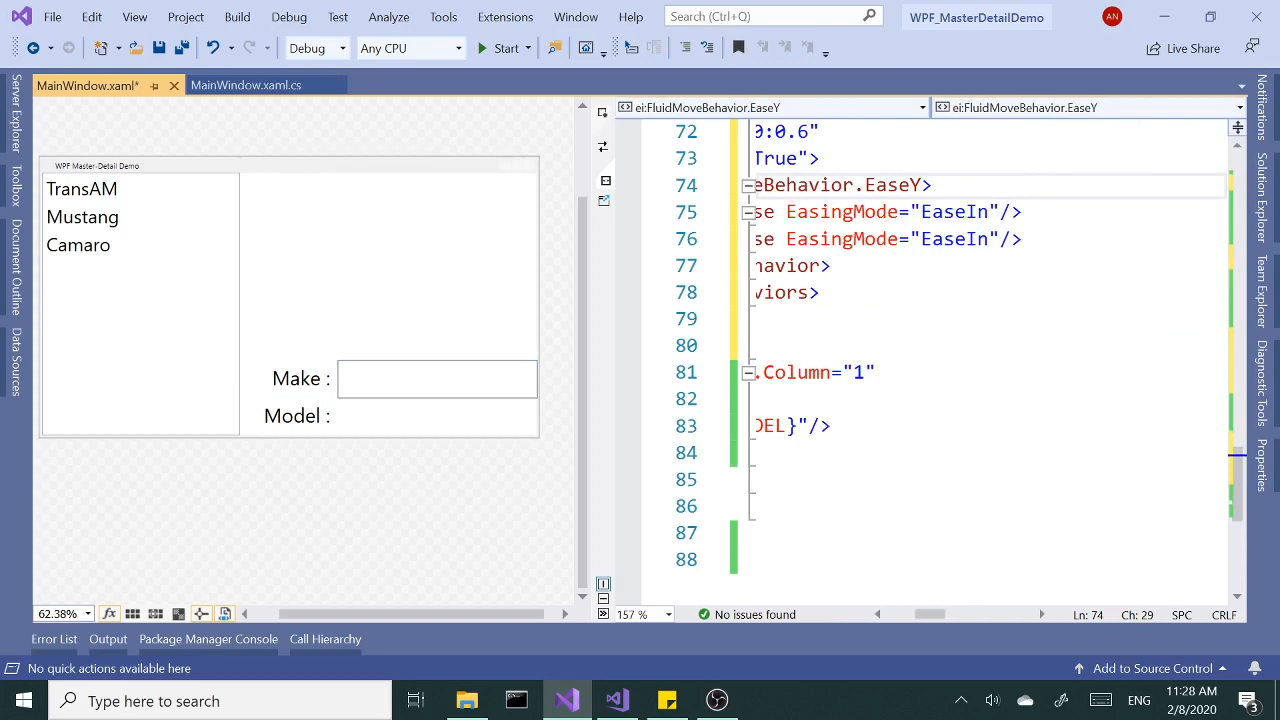 File Edit View Project Build Debug Test Analyze Tools Extensions Window Help Search (Ctrl+Q) WPF_MasterDetailDemo AN
Debug Any CPU Start Live Share
MainWindow.xaml* MainWindow.xaml.cs
Server Explorer
Toolbox
Document Outline
Data Sources
WPF Master-Detail Demo
TransAM
Mustang
Camaro
Make :
Model :
ei:FluidMoveBehavior.EaseY ei:FluidMoveBehavior.EaseY
72 0:0.6"
73 True">
74 eBehavior.EaseY>
75 se EasingMode="EaseIn"/>
76 se EasingMode="EaseIn"/>
77 havior>
78 viors>
79
80
81 .Column="1"
82
83 DEL}"/>
84
85
86
87
88
Notifications
Solution Explorer
Team Explorer
Diagnostic Tools
Properties
62.38% fx 157 % No issues found Ln: 74 Ch: 29 SPC CRLF
Error List Output Package Manager Console Call Hierarchy
No quick actions available here Add to Source Control
Type here to search ENG 11:28 AM
2/8/2020 3